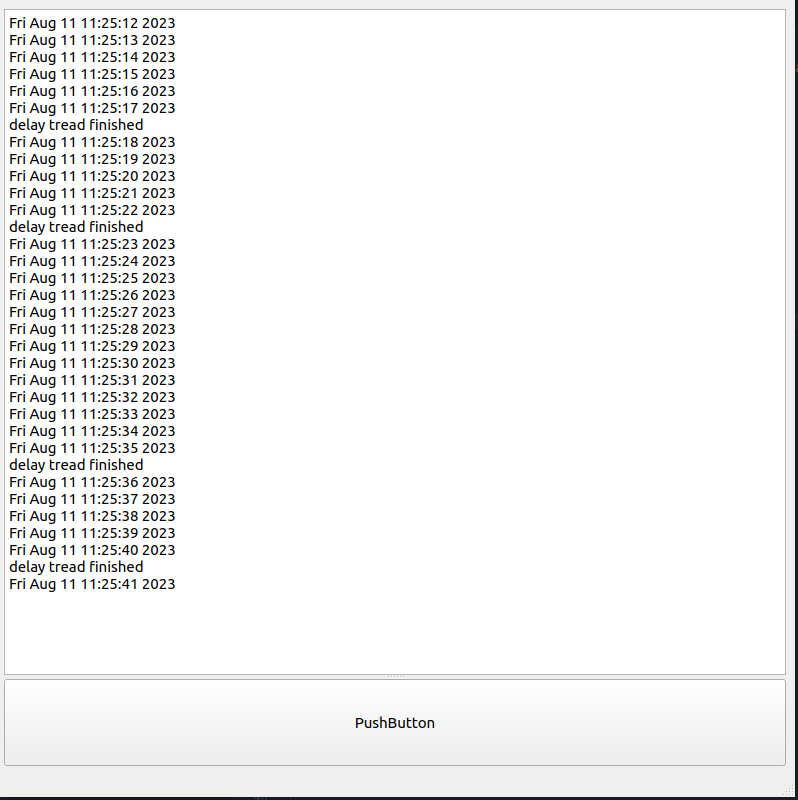 Fri Aug 11 11:25:12 2023
Fri Aug 11 11:25:13 2023
Fri Aug 11 11:25:14 2023
Fri Aug 11 11:25:15 2023
Fri Aug 11 11:25:16 2023
Fri Aug 11 11:25:17 2023
delay tread finished
Fri Aug 11 11:25:18 2023
Fri Aug 11 11:25:19 2023
Fri Aug 11 11:25:20 2023
Fri Aug 11 11:25:21 2023
Fri Aug 11 11:25:22 2023
delay tread finished
Fri Aug 11 11:25:23 2023
Fri Aug 11 11:25:24 2023
Fri Aug 11 11:25:25 2023
Fri Aug 11 11:25:26 2023
Fri Aug 11 11:25:27 2023
Fri Aug 11 11:25:28 2023
Fri Aug 11 11:25:29 2023
Fri Aug 11 11:25:30 2023
Fri Aug 11 11:25:31 2023
Fri Aug 11 11:25:32 2023
Fri Aug 11 11:25:33 2023
Fri Aug 11 11:25:34 2023
Fri Aug 11 11:25:35 2023
delay tread finished
Fri Aug 11 11:25:36 2023
Fri Aug 11 11:25:37 2023
Fri Aug 11 11:25:38 2023
Fri Aug 11 11:25:39 2023
Fri Aug 11 11:25:40 2023
delay tread finished
Fri Aug 11 11:25:41 2023
PushButton